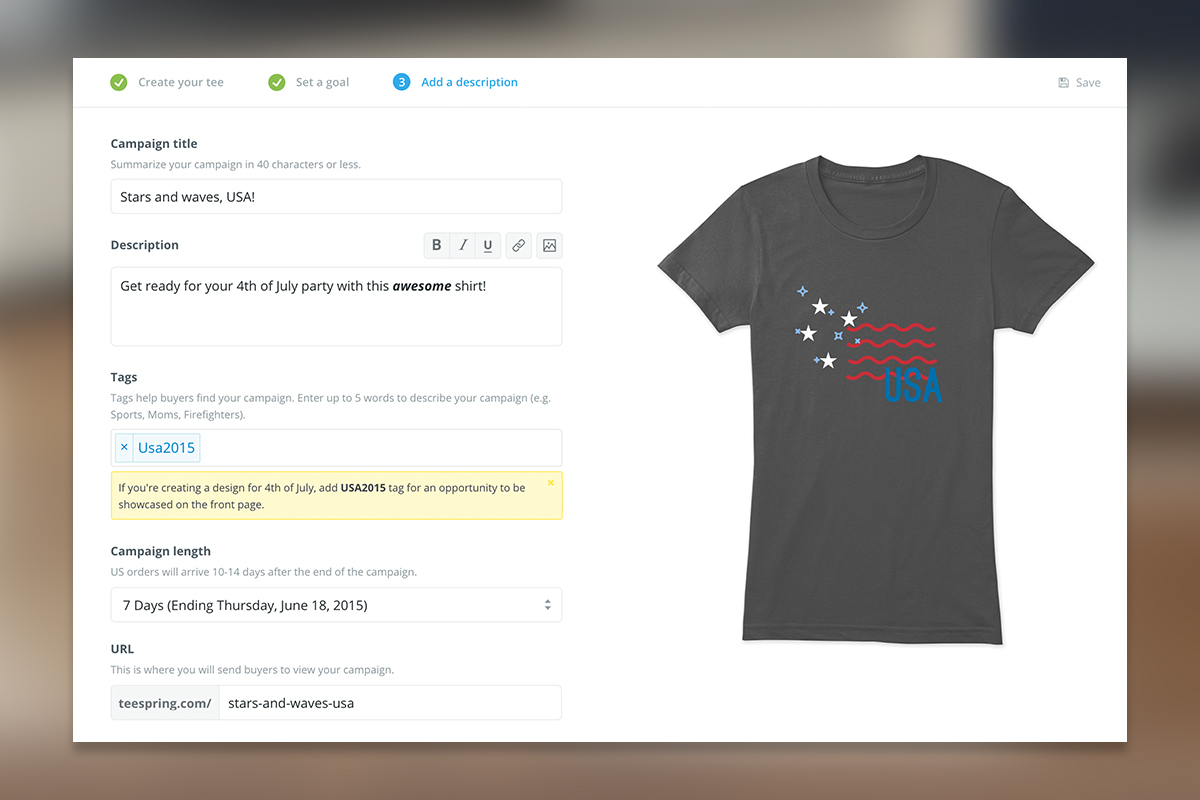 Create your tee
Set a goal
3 Add a description
Save
Campaign title
Summarize your campaign in 40 characters or less.
Stars and waves, USA!
Description
B I U
Get ready for your 4th of July party with this awesome shirt!
Tags
Tags help buyers find your campaign. Enter up to 5 words to describe your campaign (e.g.
Sports, Moms, Firefighters).
× Usa2015
If you're creating a design for 4th of July, add USA2015 tag for an opportunity to be
showcased on the front page.
×
Campaign length
US orders will arrive 10-14 days after the end of the campaign.
7 Days (Ending Thursday, June 18, 2015)
URL
This is where you will send buyers to view your campaign.
teespring.com/ stars-and-waves-usa
USA